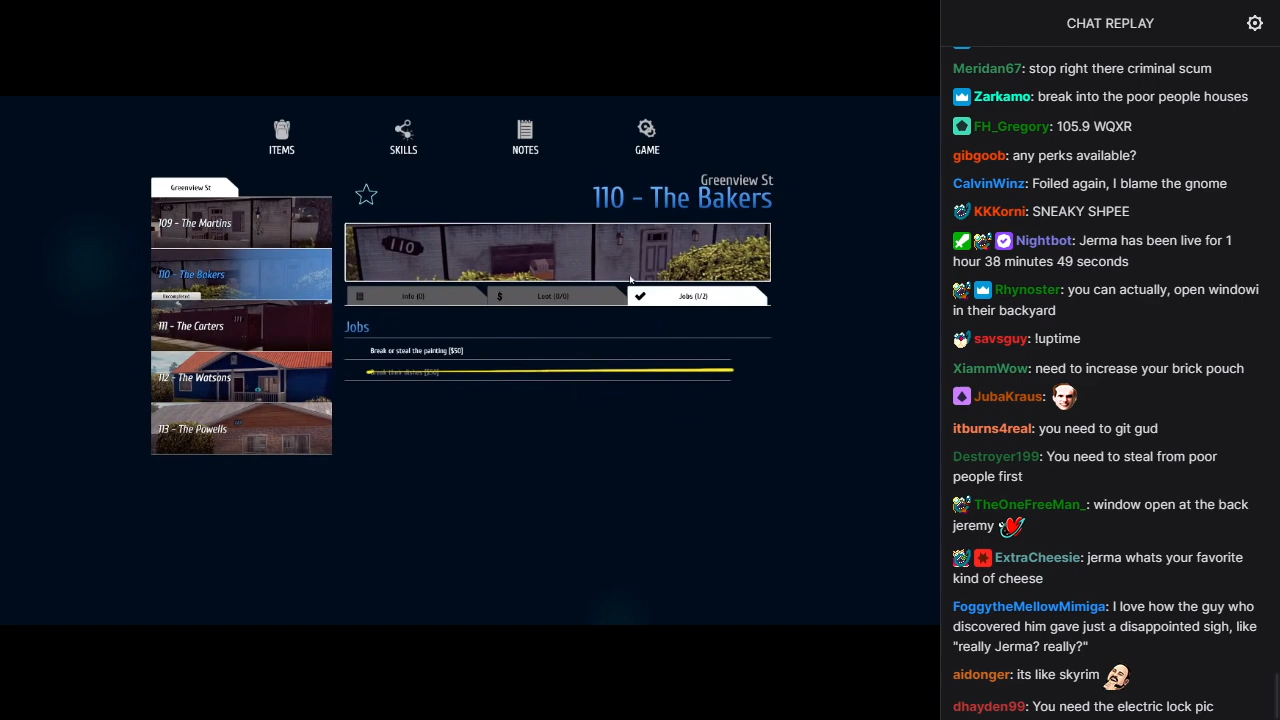 ITEMS
SKILLS
NOTES
GAME
Greenview St
109 - The Martins
110 - The Bakers
Uncompleted
111 - The Carters
112 - The Watsons
113 - The Powells
Greenview St
110 - The Bakers
110
Info (0)
$ Loot (0/0)
Jobs (1/2)
Jobs
Break or steal the painting [$50]
Break their dishes [$50]
CHAT REPLAY
Meridan67: stop right there criminal scum
Zarkamo: break into the poor people houses
FH_Gregory: 105.9 WQXR
gibgoob: any perks available?
CalvinWinz: Foiled again, I blame the gnome
KKKorni: SNEAKY SHPEE
Nightbot: Jerma has been live for 1
hour 38 minutes 49 seconds
Rhynoster: you can actually, open windowi
in their backyard
savsguy: !uptime
XiammWow: need to increase your brick pouch
JubaKraus:
itburns4real: you need to git gud
Destroyer199: You need to steal from poor
people first
TheOneFreeMan_: window open at the back
jeremy
ExtraCheesie: jerma whats your favorite
kind of cheese
FoggytheMellowMimiga: I love how the guy who
discovered him gave just a disappointed sigh, like
"really Jerma? really?"
aidonger: its like skyrim
dhayden99: You need the electric lock pic